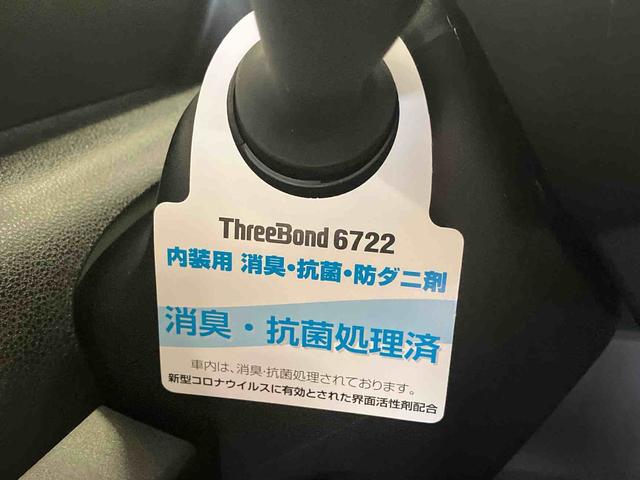 ThreeBond 6722
内装用 消臭・抗菌・防ダニ剤
消臭・抗菌処理済
車内は、消臭・抗菌処理されております。
新型コロナウイルスに有効とされた界面活性剤配合